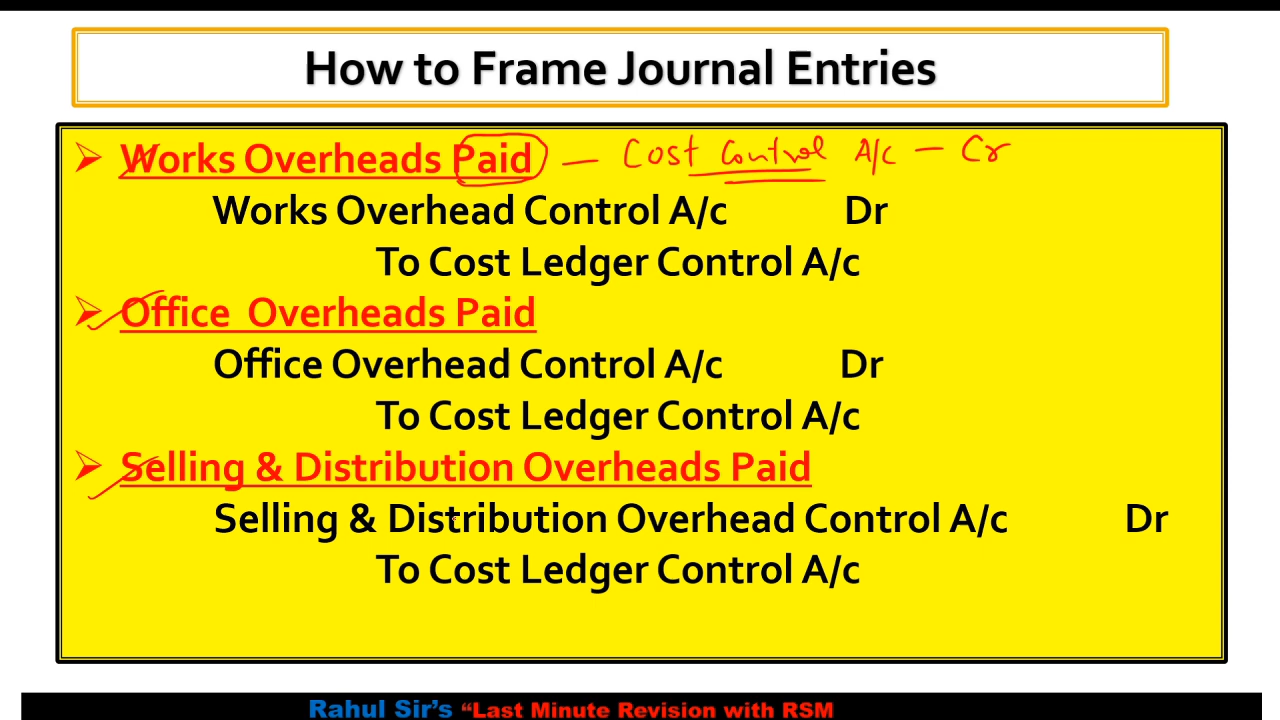 How to Frame Journal Entries
Works Overheads Paid — Cost Control A/c – Cr
Works Overhead Control A/c Dr
To Cost Ledger Control A/c
Office Overheads Paid
Office Overhead Control A/c Dr
To Cost Ledger Control A/c
Selling & Distribution Overheads Paid
Selling & Distribution Overhead Control A/c Dr
To Cost Ledger Control A/c
Rahul Sir's "Last Minute Revision with RSM